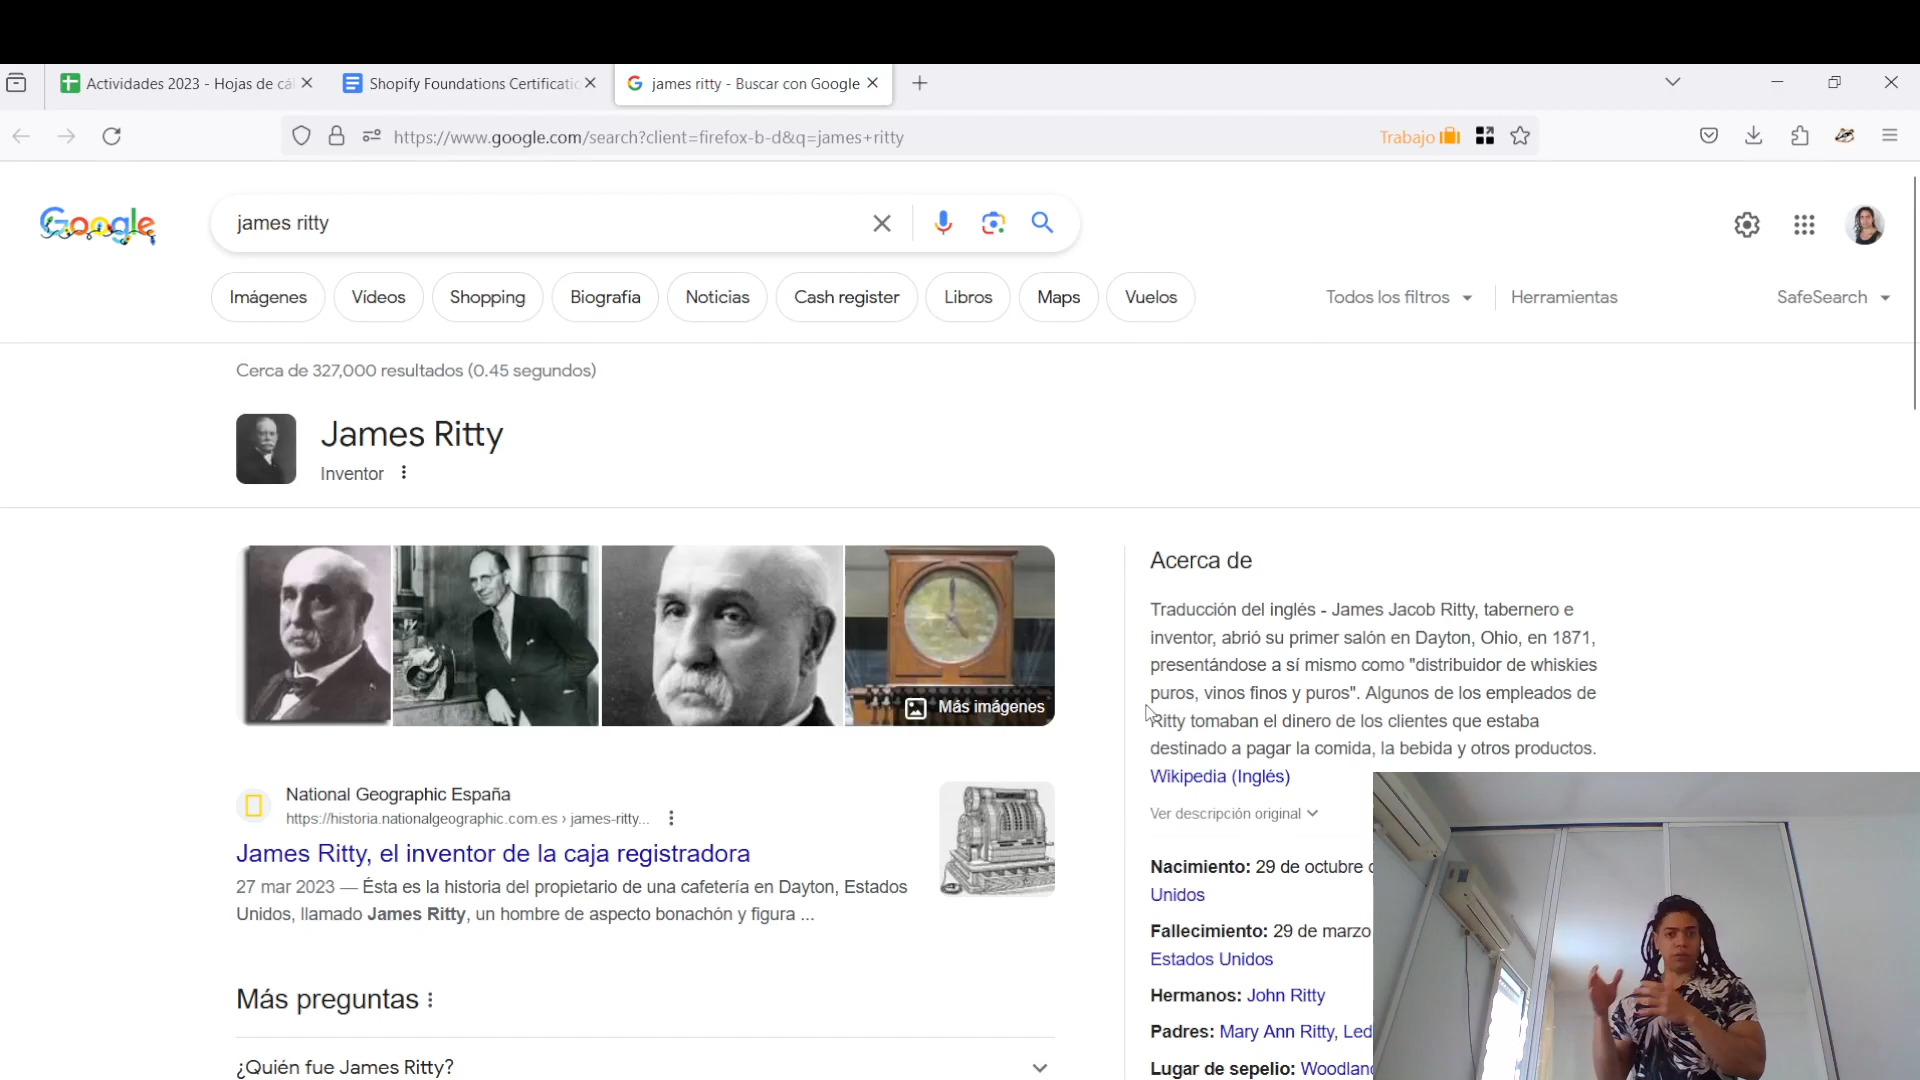 Actividades 2023 - Hojas de cál
Shopify Foundations Certificatio
james ritty - Buscar con Google
https://www.google.com/search?client=firefox-b-d&q=james+ritty
Trabajo
Google
james ritty
Imágenes
Vídeos
Shopping
Biografía
Noticias
Cash register
Libros
Maps
Vuelos
Todos los filtros
Herramientas
SafeSearch
Cerca de 327,000 resultados (0.45 segundos)
James Ritty
Inventor
Más imágenes
National Geographic España
https://historia.nationalgeographic.com.es › james-ritty...
James Ritty, el inventor de la caja registradora
27 mar 2023 — Ésta es la historia del propietario de una cafetería en Dayton, Estados
Unidos, llamado James Ritty, un hombre de aspecto bonachón y figura ...
Más preguntas
¿Quién fue James Ritty?
Acerca de
Traducción del inglés - James Jacob Ritty, tabernero e
inventor, abrió su primer salón en Dayton, Ohio, en 1871,
presentándose a sí mismo como "distribuidor de whiskies
puros, vinos finos y puros". Algunos de los empleados de
Ritty tomaban el dinero de los clientes que estaba
destinado a pagar la comida, la bebida y otros productos.
Wikipedia (Inglés)
Ver descripción original
Nacimiento: 29 de octubre
Unidos
Fallecimiento: 29 de marzo
Estados Unidos
Hermanos: John Ritty
Padres: Mary Ann Ritty, Led
Lugar de sepelio: Woodlan